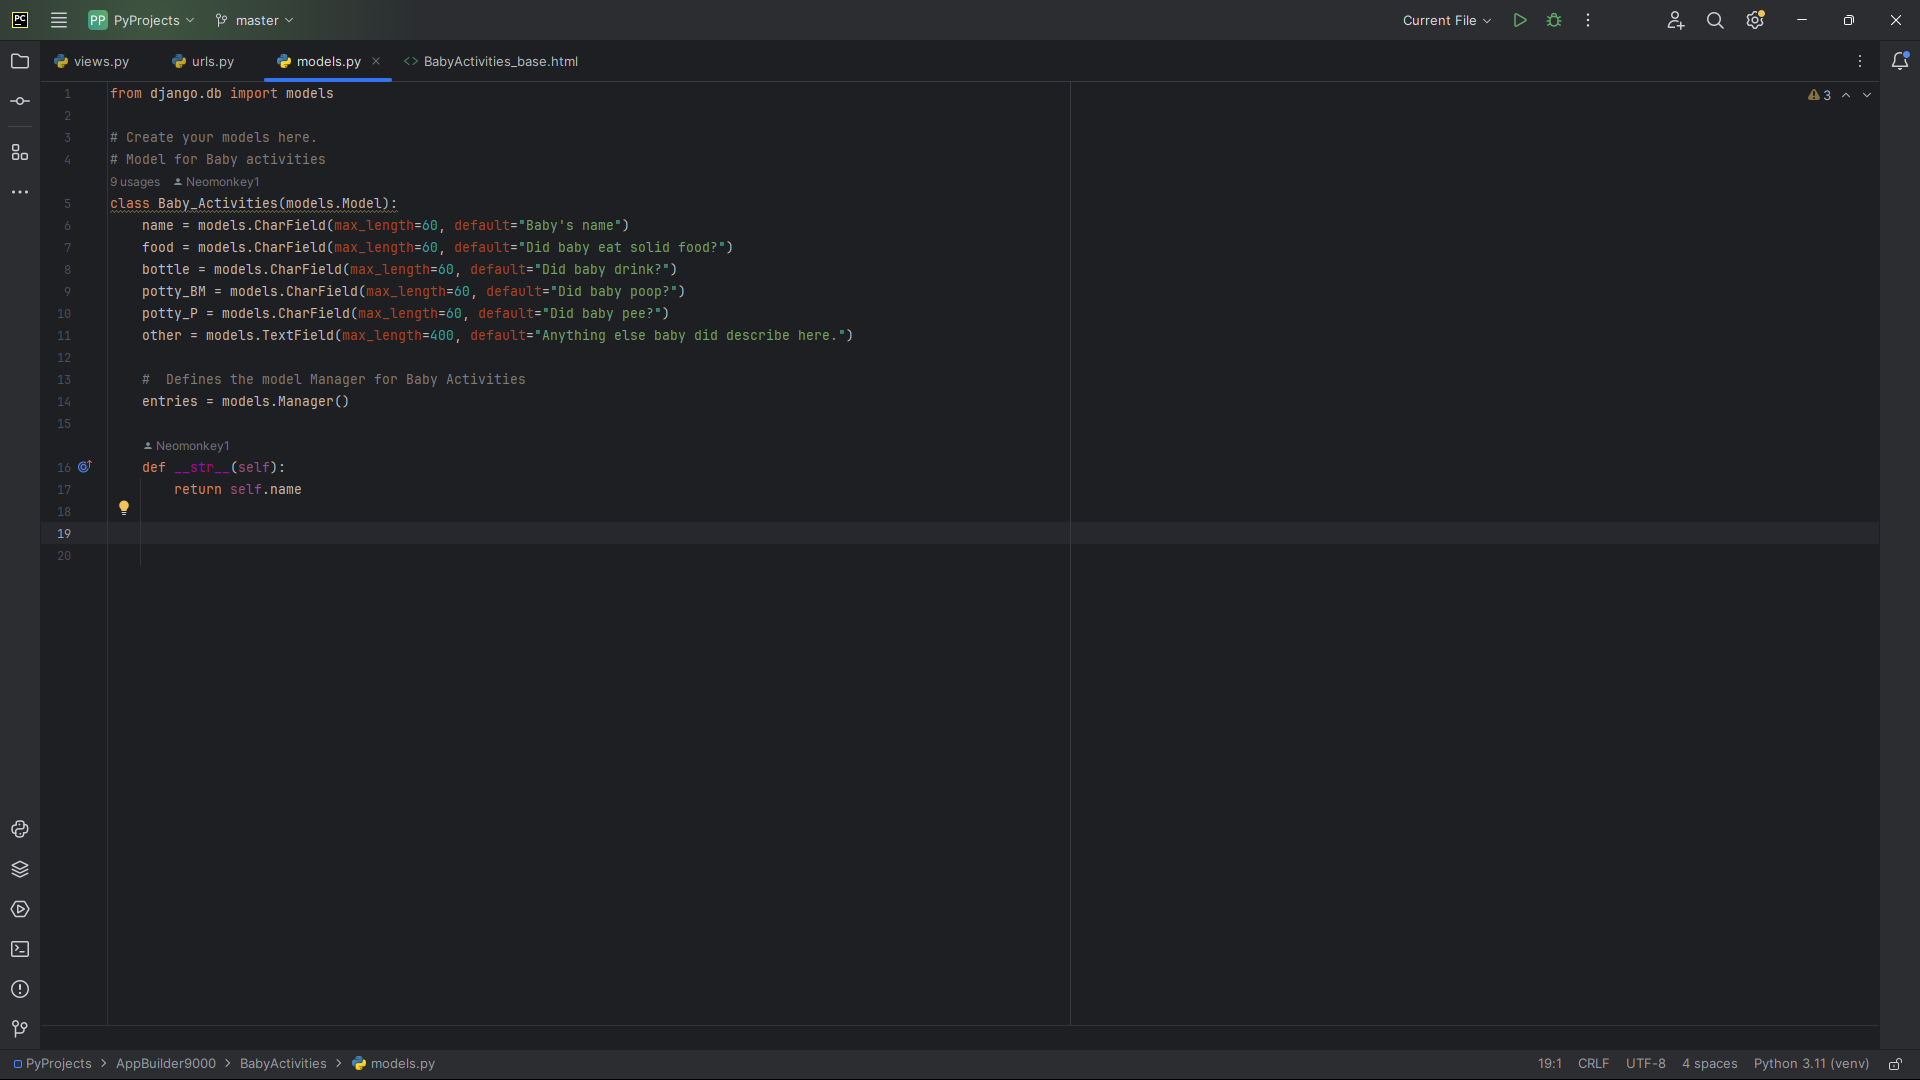 PC PP PyProjects master Current File
views.py urls.py models.py BabyActivities_base.html
1 from django.db import models 3
2
3 # Create your models here.
4 # Model for Baby activities
9 usages Neomonkey1
5 class Baby_Activities(models.Model):
6 name = models.CharField(max_length=60, default="Baby's name")
7 food = models.CharField(max_length=60, default="Did baby eat solid food?")
8 bottle = models.CharField(max_length=60, default="Did baby drink?")
9 potty_BM = models.CharField(max_length=60, default="Did baby poop?")
10 potty_P = models.CharField(max_length=60, default="Did baby pee?")
11 other = models.TextField(max_length=400, default="Anything else baby did describe here.")
12
13 #  Defines the model Manager for Baby Activities
14 entries = models.Manager()
15
Neomonkey1
16 def __str__(self):
17 return self.name
18
19
20
PyProjects > AppBuilder9000 > BabyActivities > models.py 19:1 CRLF UTF-8 4 spaces Python 3.11 (venv)